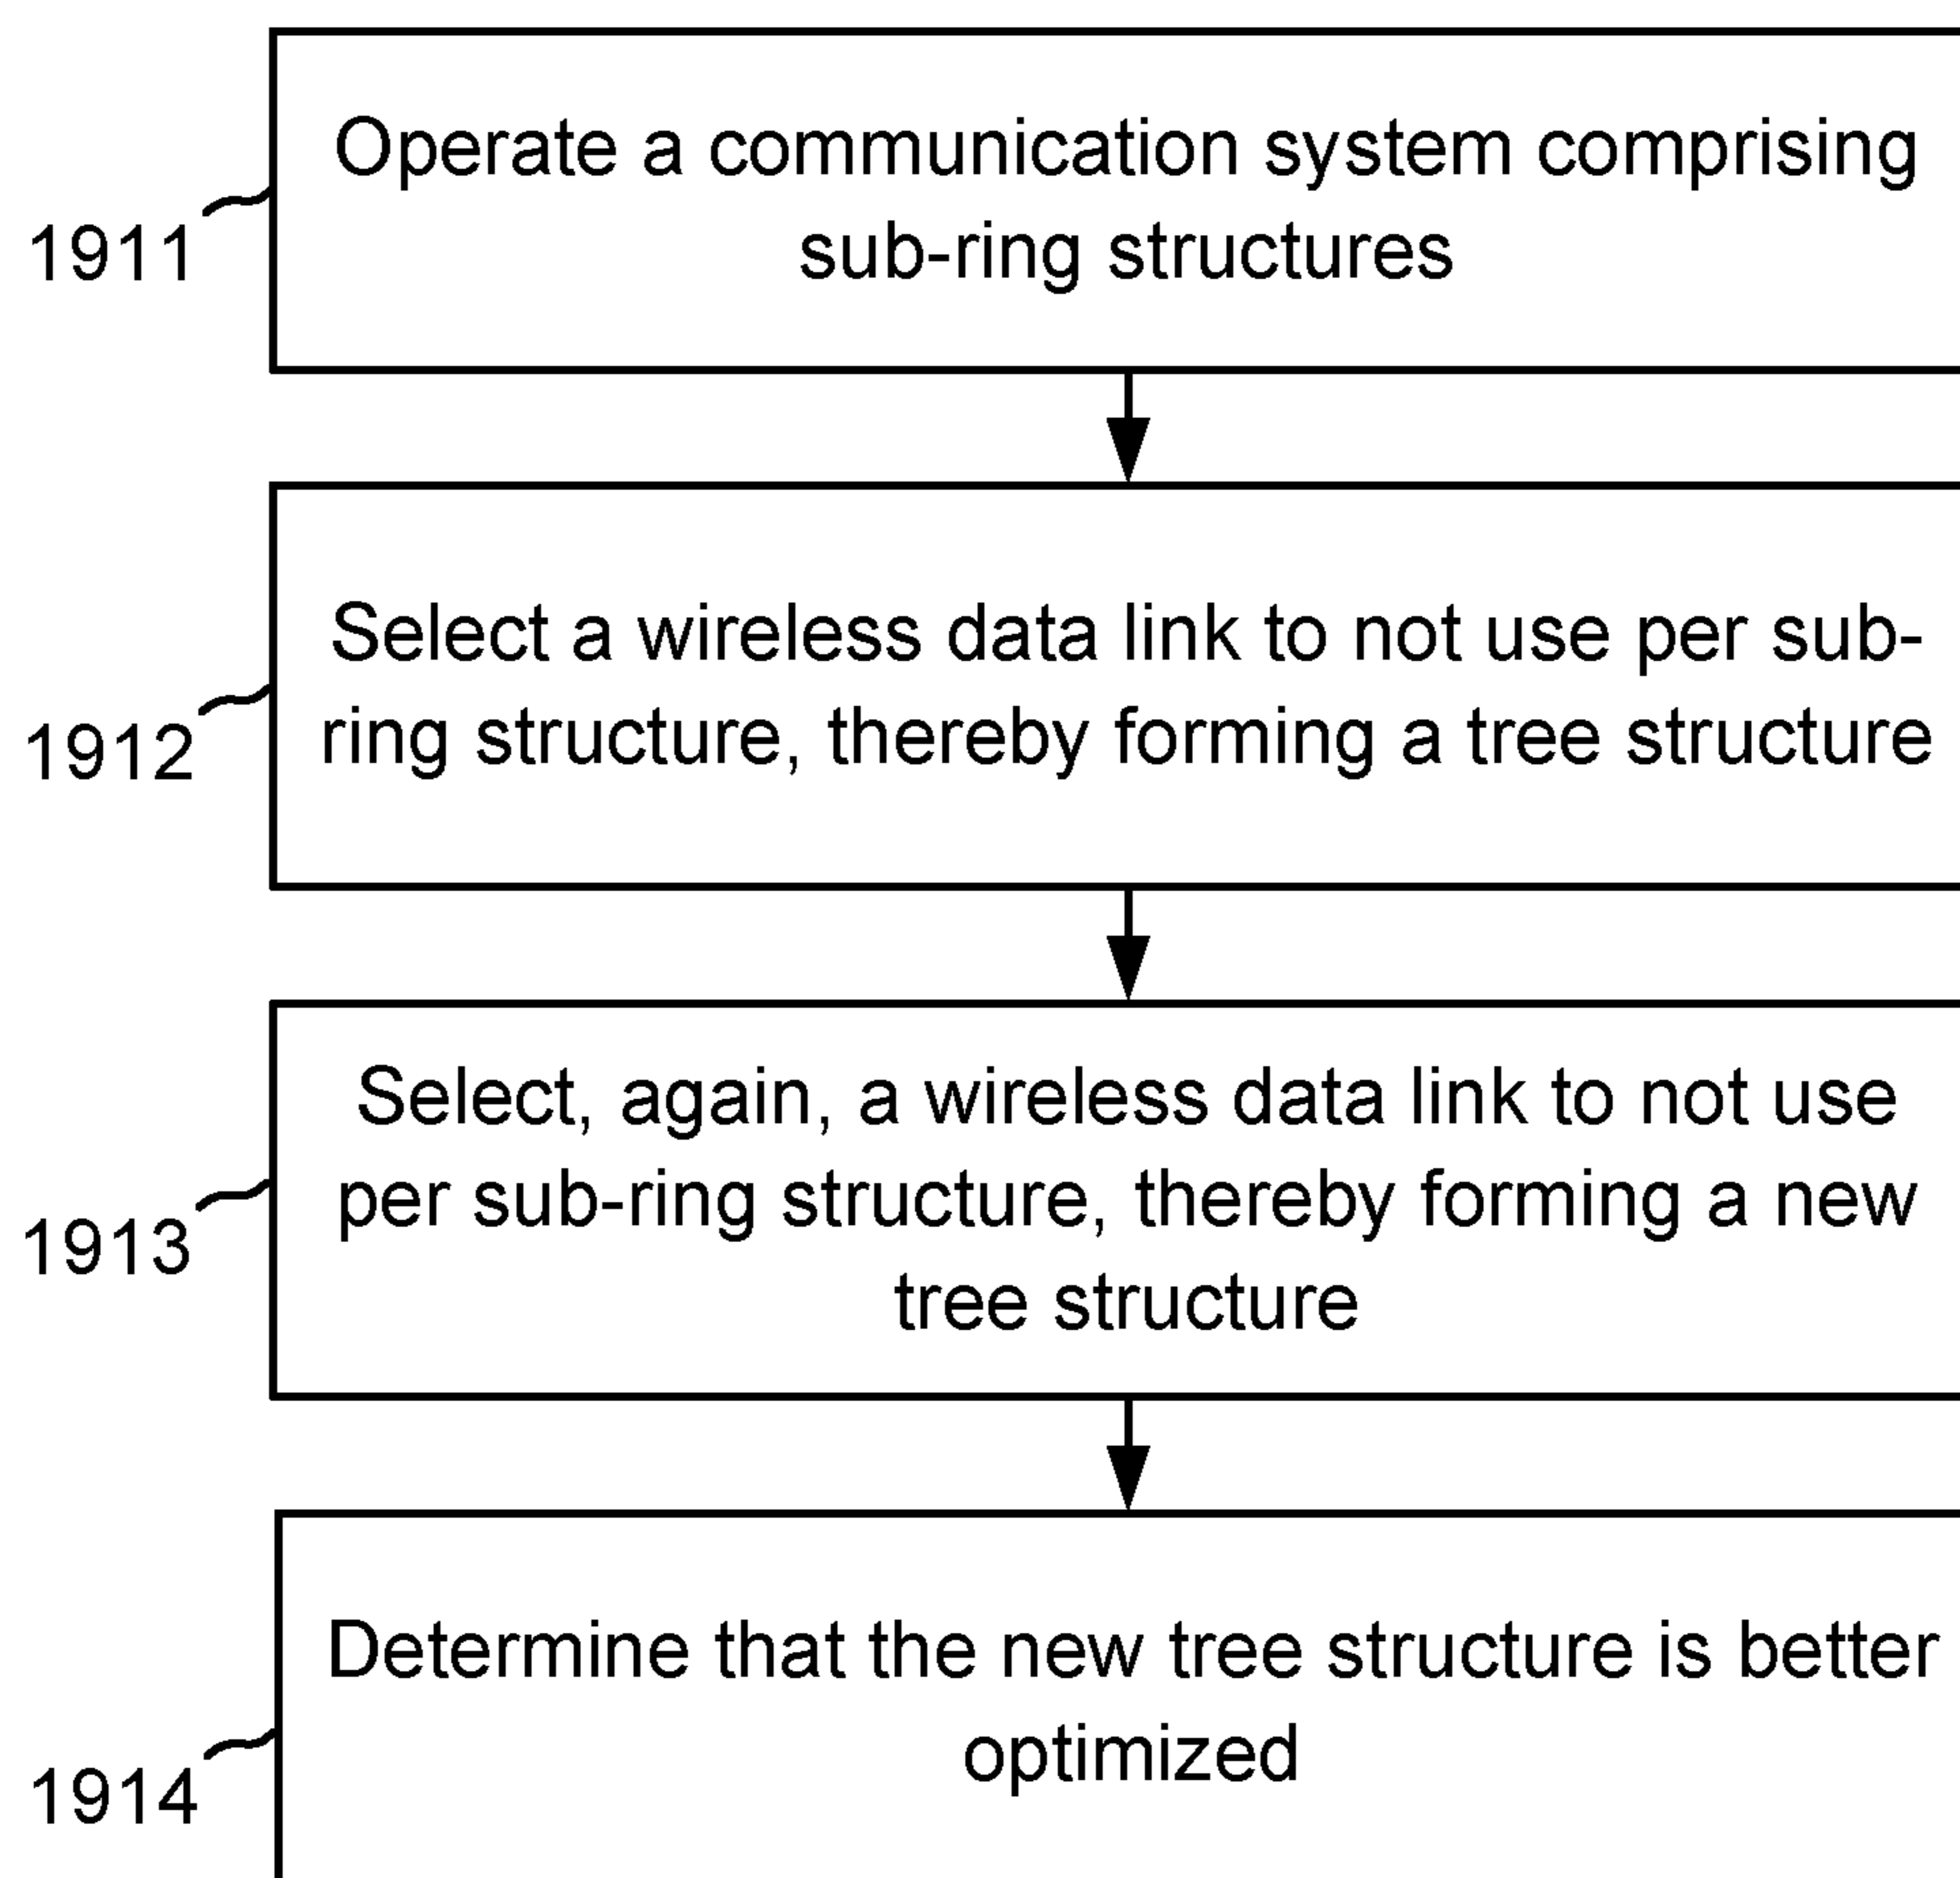 Operate a communication system comprising
sub-ring structures
1911
Select a wireless data link to not use per sub-
ring structure, thereby forming a tree structure
1912
Select, again, a wireless data link to not use
per sub-ring structure, thereby forming a new
tree structure
1913
Determine that the new tree structure is better
optimized
1914